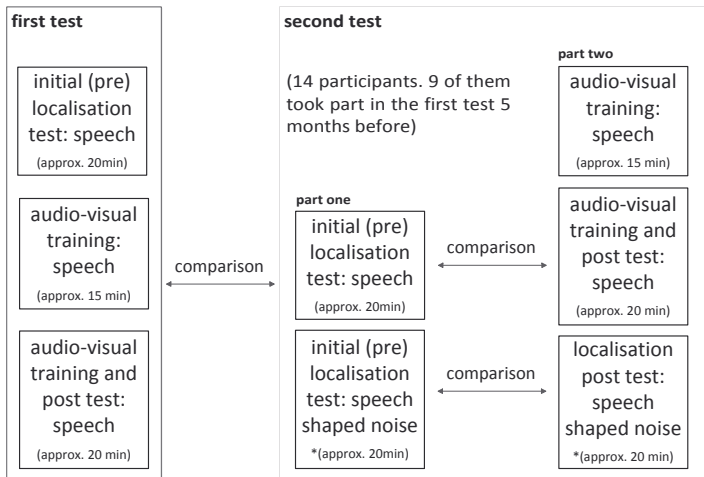 first test
initial (pre)
localisation
test: speech
(approx. 20min)
audio-visual
training:
speech
(approx. 15 min)
audio-visual
training and
post test:
speech
(approx. 20 min)
comparison
second test
(14 participants. 9 of them
took part in the first test 5
months before)
part one
initial (pre)
localisation
test: speech
(approx. 20min)
initial (pre)
localisation
test: speech
shaped noise
*(approx. 20min)
comparison
comparison
part two
audio-visual
training:
speech
(approx. 15 min)
audio-visual
training and
post test:
speech
(approx. 20 min)
localisation
post test:
speech
shaped noise
*(approx. 20 min)